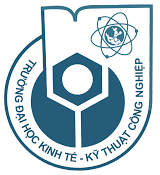 TRƯỜNG ĐẠI HỌC KINH TẾ - KỸ THUẬT CÔNG NGHIỆP